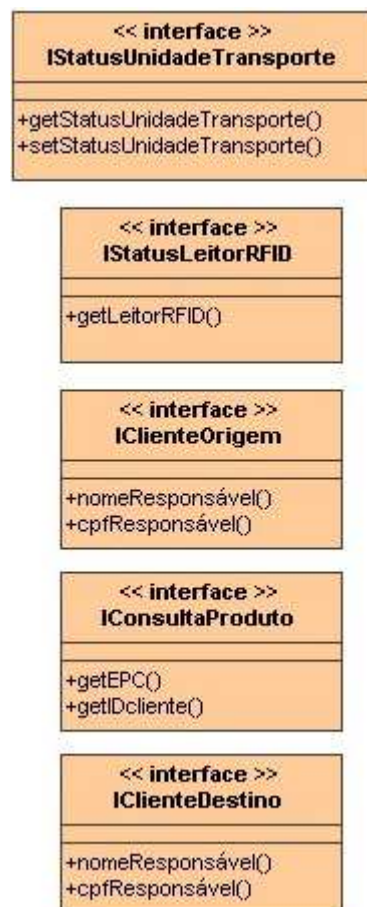 << interface >>
IStatusUnidadeTransporte
+getStatusUnidadeTransporte()
+setStatusUnidadeTransporte()
<< interface >>
IStatusLeitorRFID
+getLeitorRFID()
<< interface >>
IClienteOrigem
+nomeResponsável()
+cpfResponsável()
<< interface >>
IConsultaProduto
+getEPC()
+getIDcliente()
<< interface >>
IClienteDestino
+nomeResponsável()
+cpfResponsável()